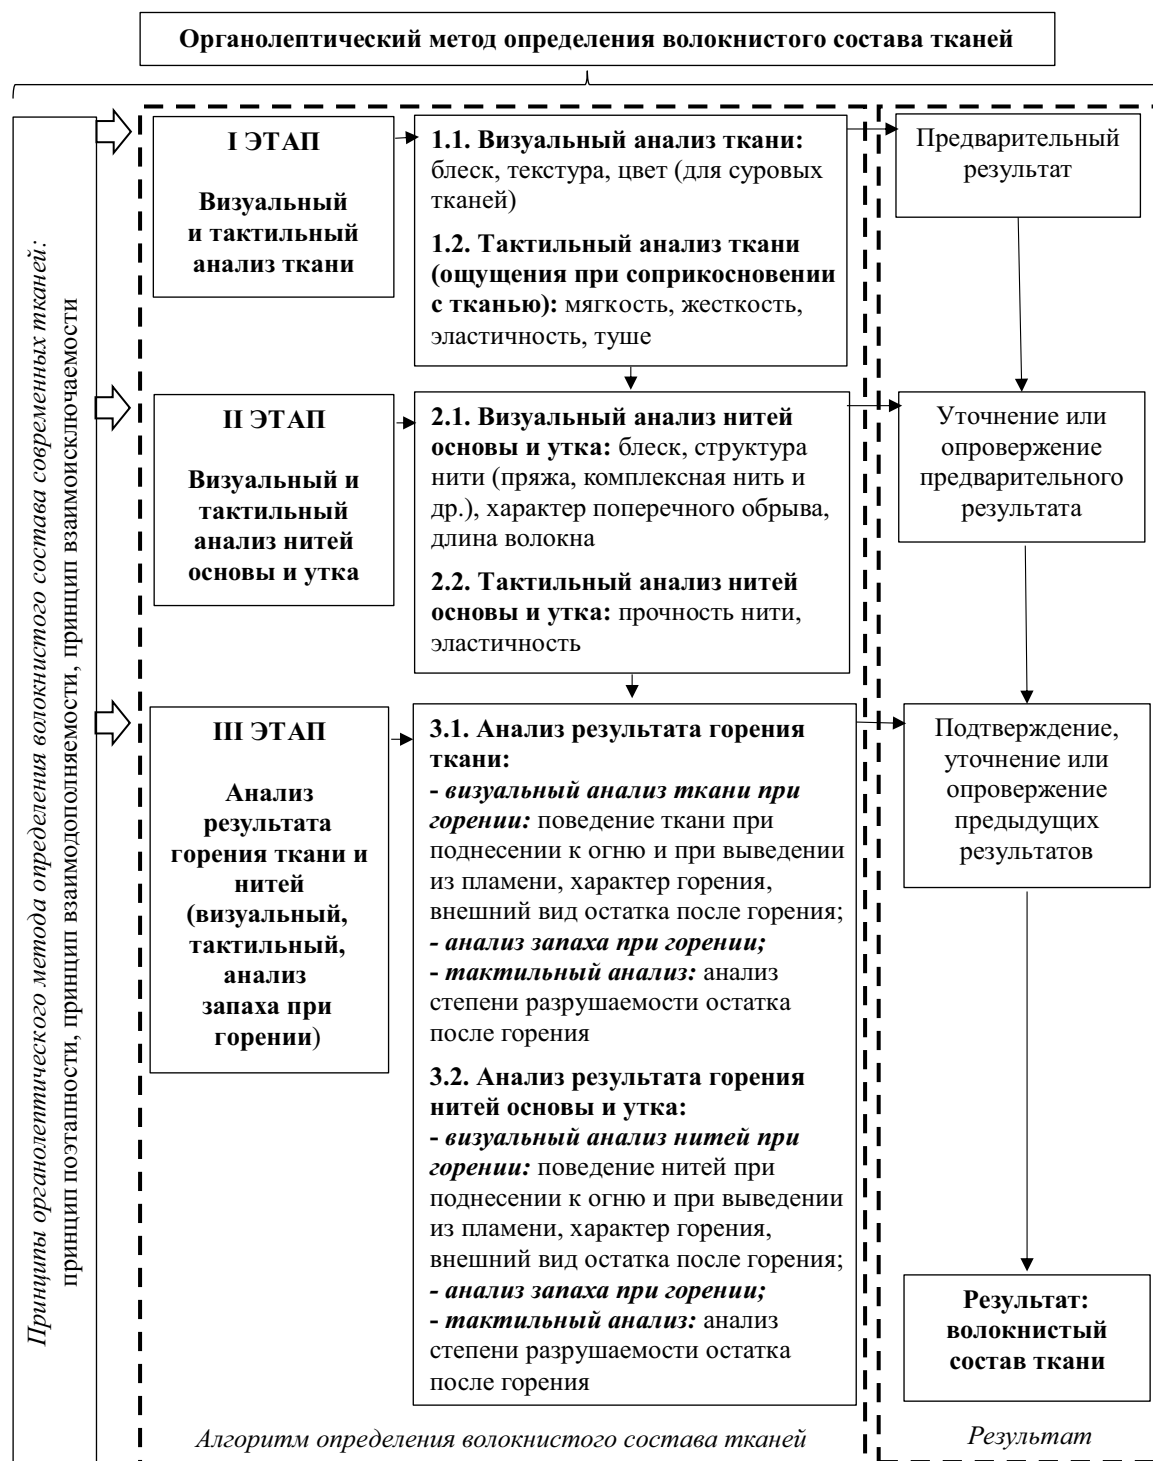 Органолептический метод определения волокнистого состава тканей
Принципы органолептического метода определения волокнистого состава современных тканей:
принцип поэтапности, принцип взаимодополняемости, принцип взаимоисключаемости
I ЭТАП
Визуальный
и тактильный
анализ ткани
1.1. Визуальный анализ ткани:
блеск, текстура, цвет (для суровых
тканей)
1.2. Тактильный анализ ткани
(ощущения при соприкосновении
с тканью): мягкость, жесткость,
эластичность, туше
Предварительный
результат
II ЭТАП
Визуальный и
тактильный
анализ нитей
основы и утка
2.1. Визуальный анализ нитей
основы и утка: блеск, структура
нити (пряжа, комплексная нить и
др.), характер поперечного обрыва,
длина волокна
2.2. Тактильный анализ нитей
основы и утка: прочность нити,
эластичность
Уточнение или
опровержение
предварительного
результата
III ЭТАП
Анализ
результата
горения ткани и
нитей
(визуальный,
тактильный,
анализ
запаха при
горении)
3.1. Анализ результата горения
ткани:
- визуальный анализ ткани при
горении: поведение ткани при
поднесении к огню и при выведении
из пламени, характер горения,
внешний вид остатка после горения;
- анализ запаха при горении;
- тактильный анализ: анализ
степени разрушаемости остатка
после горения
3.2. Анализ результата горения
нитей основы и утка:
- визуальный анализ нитей при
горении: поведение нитей при
поднесении к огню и при выведении
из пламени, характер горения,
внешний вид остатка после горения;
- анализ запаха при горении;
- тактильный анализ: анализ
степени разрушаемости остатка
после горения
Подтверждение,
уточнение или
опровержение
предыдущих
результатов
Результат:
волокнистый
состав ткани
Алгоритм определения волокнистого состава тканей
Результат